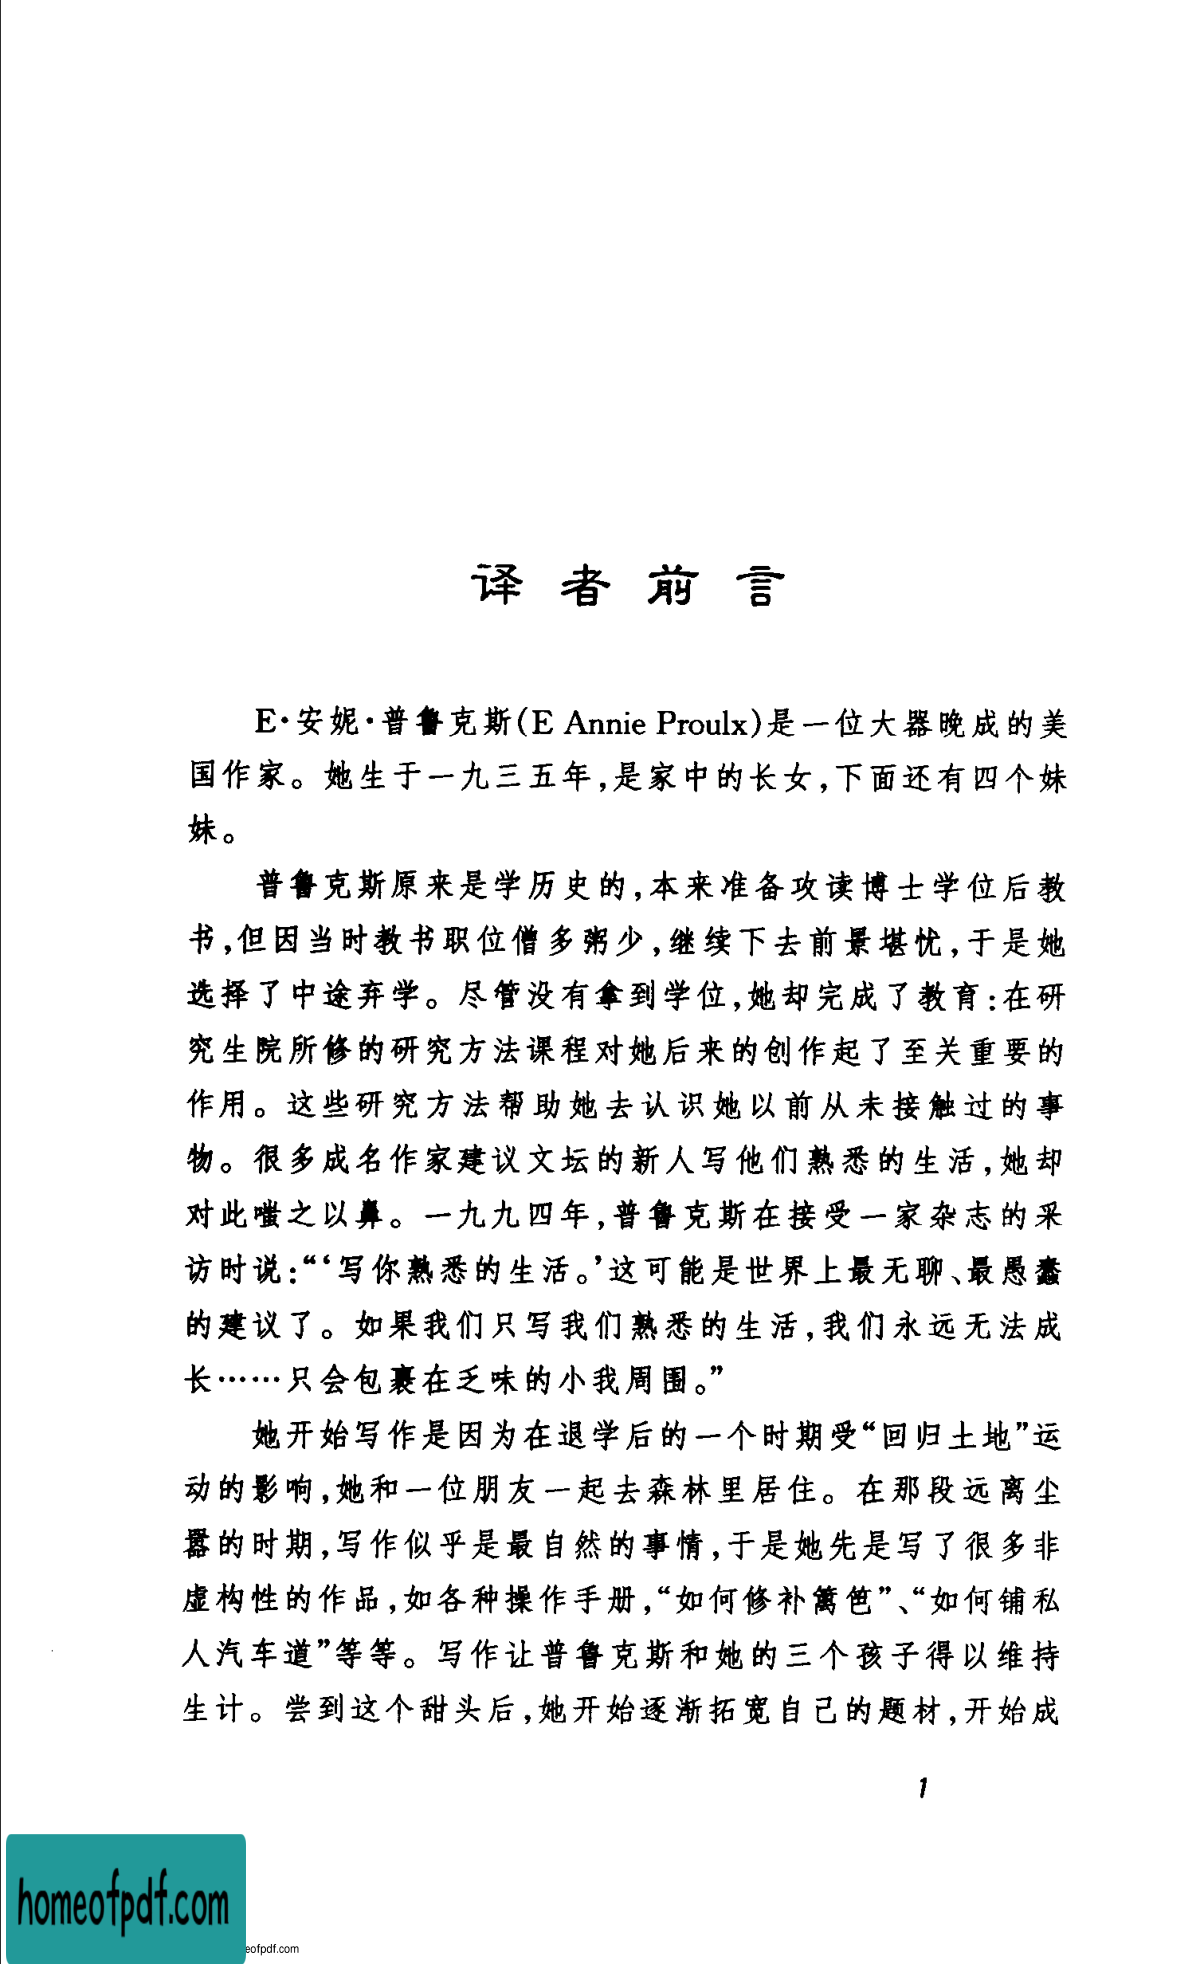 译者前言
E·安妮·普鲁克斯(E Annie Proulx)是一位大器晚成的美
国作家。她生于一九三五年,是家中的长女,下面还有四个妹
妹。
普鲁克斯原来是学历史的,本来准备攻读博士学位后教
书,但因当时教书职位僧多粥少,继续下去前景堪忧,于是她
选择了中途弃学。尽管没有拿到学位,她却完成了教育:在研
究生院所修的研究方法课程对她后来的创作起了至关重要的
作用。这些研究方法帮助她去认识她以前从未接触过的事
物。很多成名作家建议文坛的新人写他们熟悉的生活,她却
对此嗤之以鼻。一九九四年,普鲁克斯在接受一家杂志的采
访时说:“‘写你熟悉的生活。’这可能是世界上最无聊、最愚蠢
的建议了。如果我们只写我们熟悉的生活,我们永远无法成
长……只会包裹在乏味的小我周围。”
她开始写作是因为在退学后的一个时期受“回归土地”运
动的影响,她和一位朋友一起去森林里居住。在那段远离尘
嚣的时期,写作似乎是最自然的事情,于是她先是写了很多非
虚构性的作品,如各种操作手册,“如何修补篱笆”、“如何铺私
人汽车道”等等。写作让普鲁克斯和她的三个孩子得以维持
生计。尝到这个甜头后,她开始逐渐拓宽自己的题材,开始成
1
homeofpdf.com
eofpdf.com